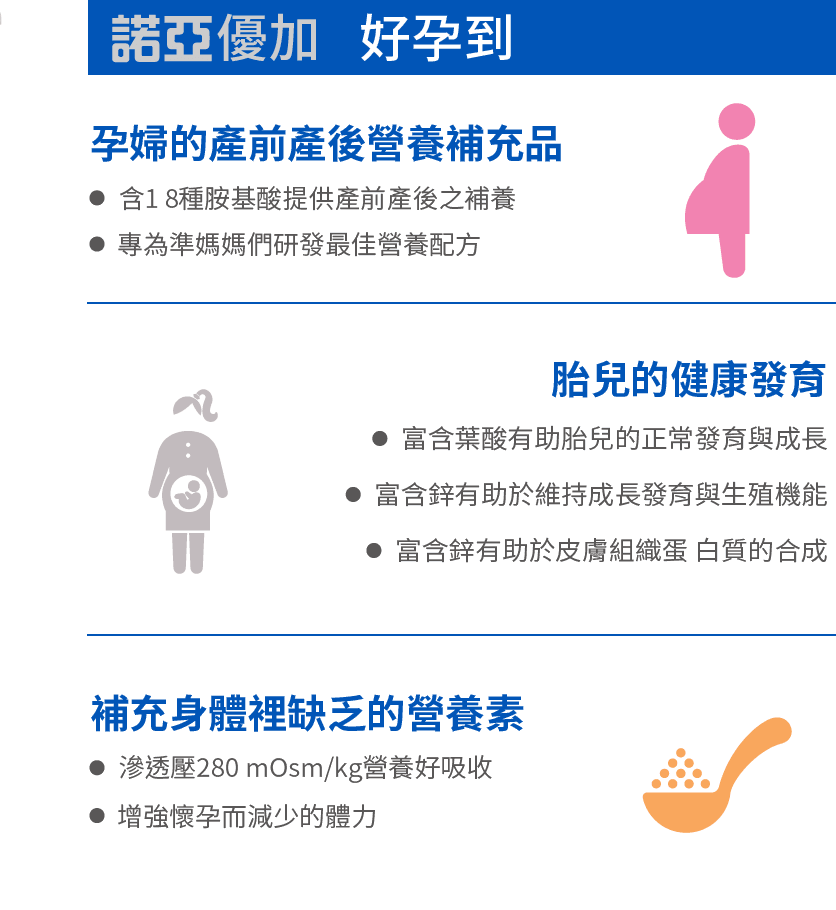 諾亞優加 好孕到
孕婦的產前產後營養補充品
● 含1 8種胺基酸提供產前產後之補養
● 專為準媽媽們研發最佳營養配方
胎兒的健康發育
● 富含葉酸有助胎兒的正常發育與成長
● 富含鋅有助於維持成長發育與生殖機能
● 富含鋅有助於皮膚組織蛋 白質的合成
補充身體裡缺乏的營養素
● 滲透壓280 mOsm/kg營養好吸收
● 增強懷孕而減少的體力